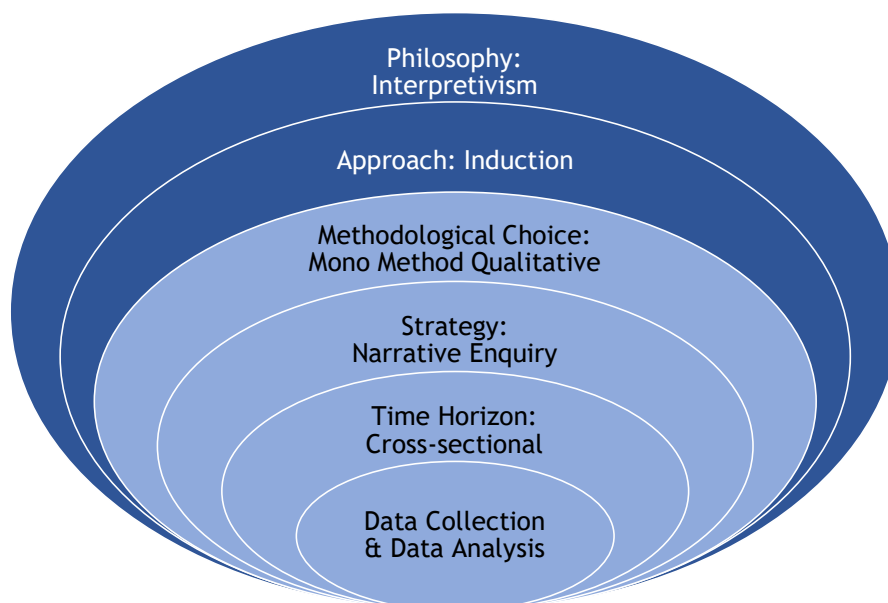 Philosophy:
Interpretivism
Approach: Induction
Methodological Choice:
Mono Method Qualitative
Strategy:
Narrative Enquiry
Time Horizon:
Cross-sectional
Data Collection
& Data Analysis